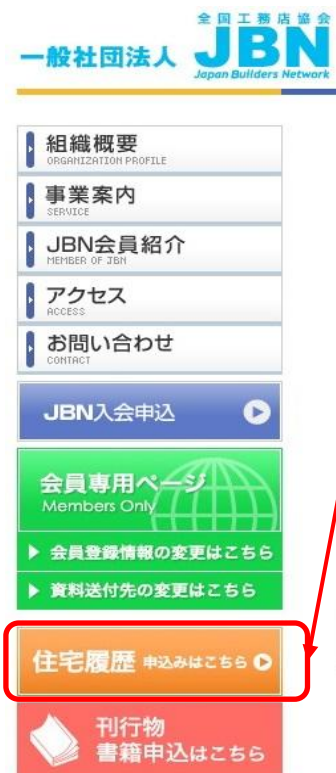 全国工務店協会
一般社団法人 JBN
Japan Builders Network
組織概要
ORGANIZATION PROFILE
事業案内
SERVICE
JBN会員紹介
MEMBER OF JBN
アクセス
ACCESS
お問い合わせ
CONTACT
JBN入会申込
会員専用ページ
Members Only
会員登録情報の変更はこちら
資料送付先の変更はこちら
住宅履歴 申込みはこちら
刊行物
書籍申込はこちら